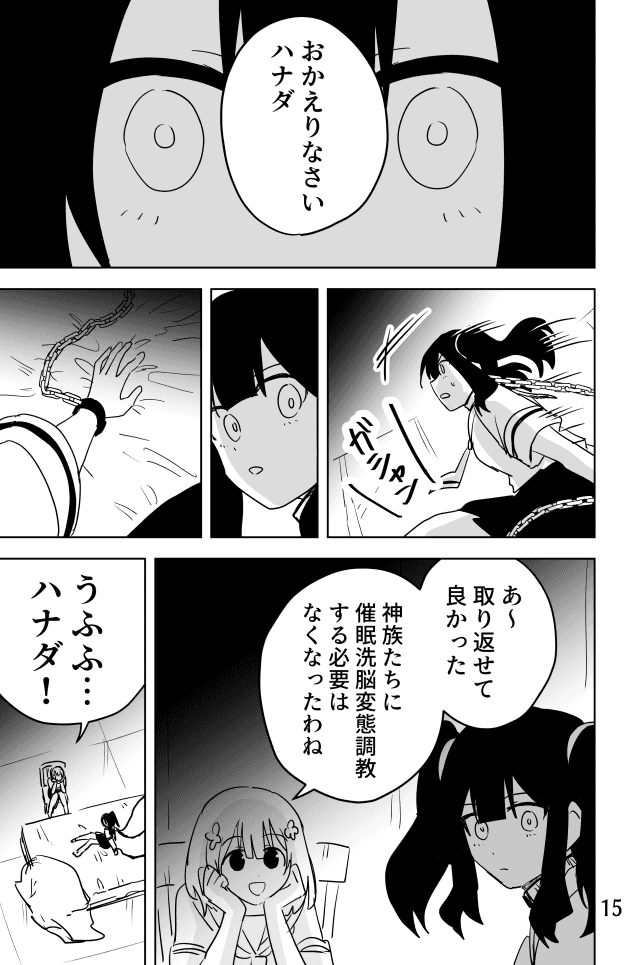 おかえりなさい
ハナダ
ガシャン
あ～
取り返せて
良かった
神族たちに
催眠洗脳変態調教
する必要は
なくなったわね
うふふ…
ハナダ！
15